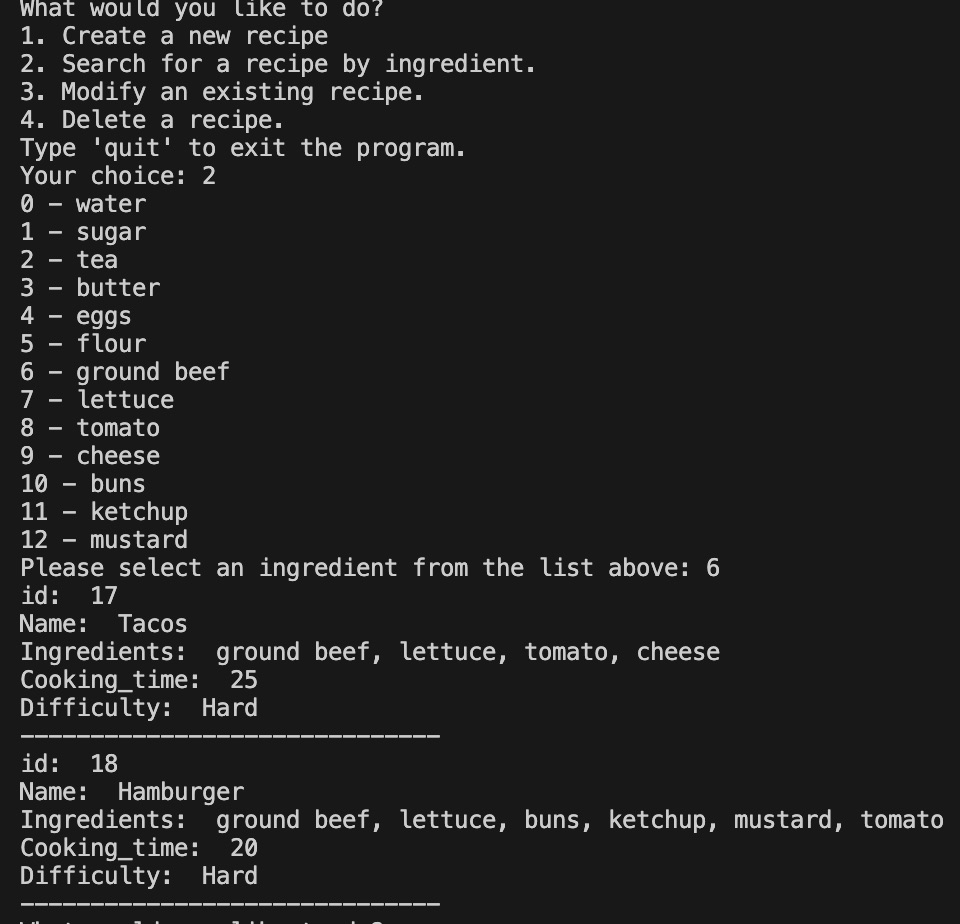 What would you like to do?
1. Create a new recipe
2. Search for a recipe by ingredient.
3. Modify an existing recipe.
4. Delete a recipe.
Type 'quit' to exit the program.
Your choice: 2
0 - water
1 - sugar
2 - tea
3 - butter
4 - eggs
5 - flour
6 - ground beef
7 - lettuce
8 - tomato
9 - cheese
10 - buns
11 - ketchup
12 - mustard
Please select an ingredient from the list above: 6
id:  17
Name:  Tacos
Ingredients:  ground beef, lettuce, tomato, cheese
Cooking_time:  25
Difficulty:  Hard
------------------------------
id:  18
Name:  Hamburger
Ingredients:  ground beef, lettuce, buns, ketchup, mustard, tomato
Cooking_time:  20
Difficulty:  Hard
------------------------------